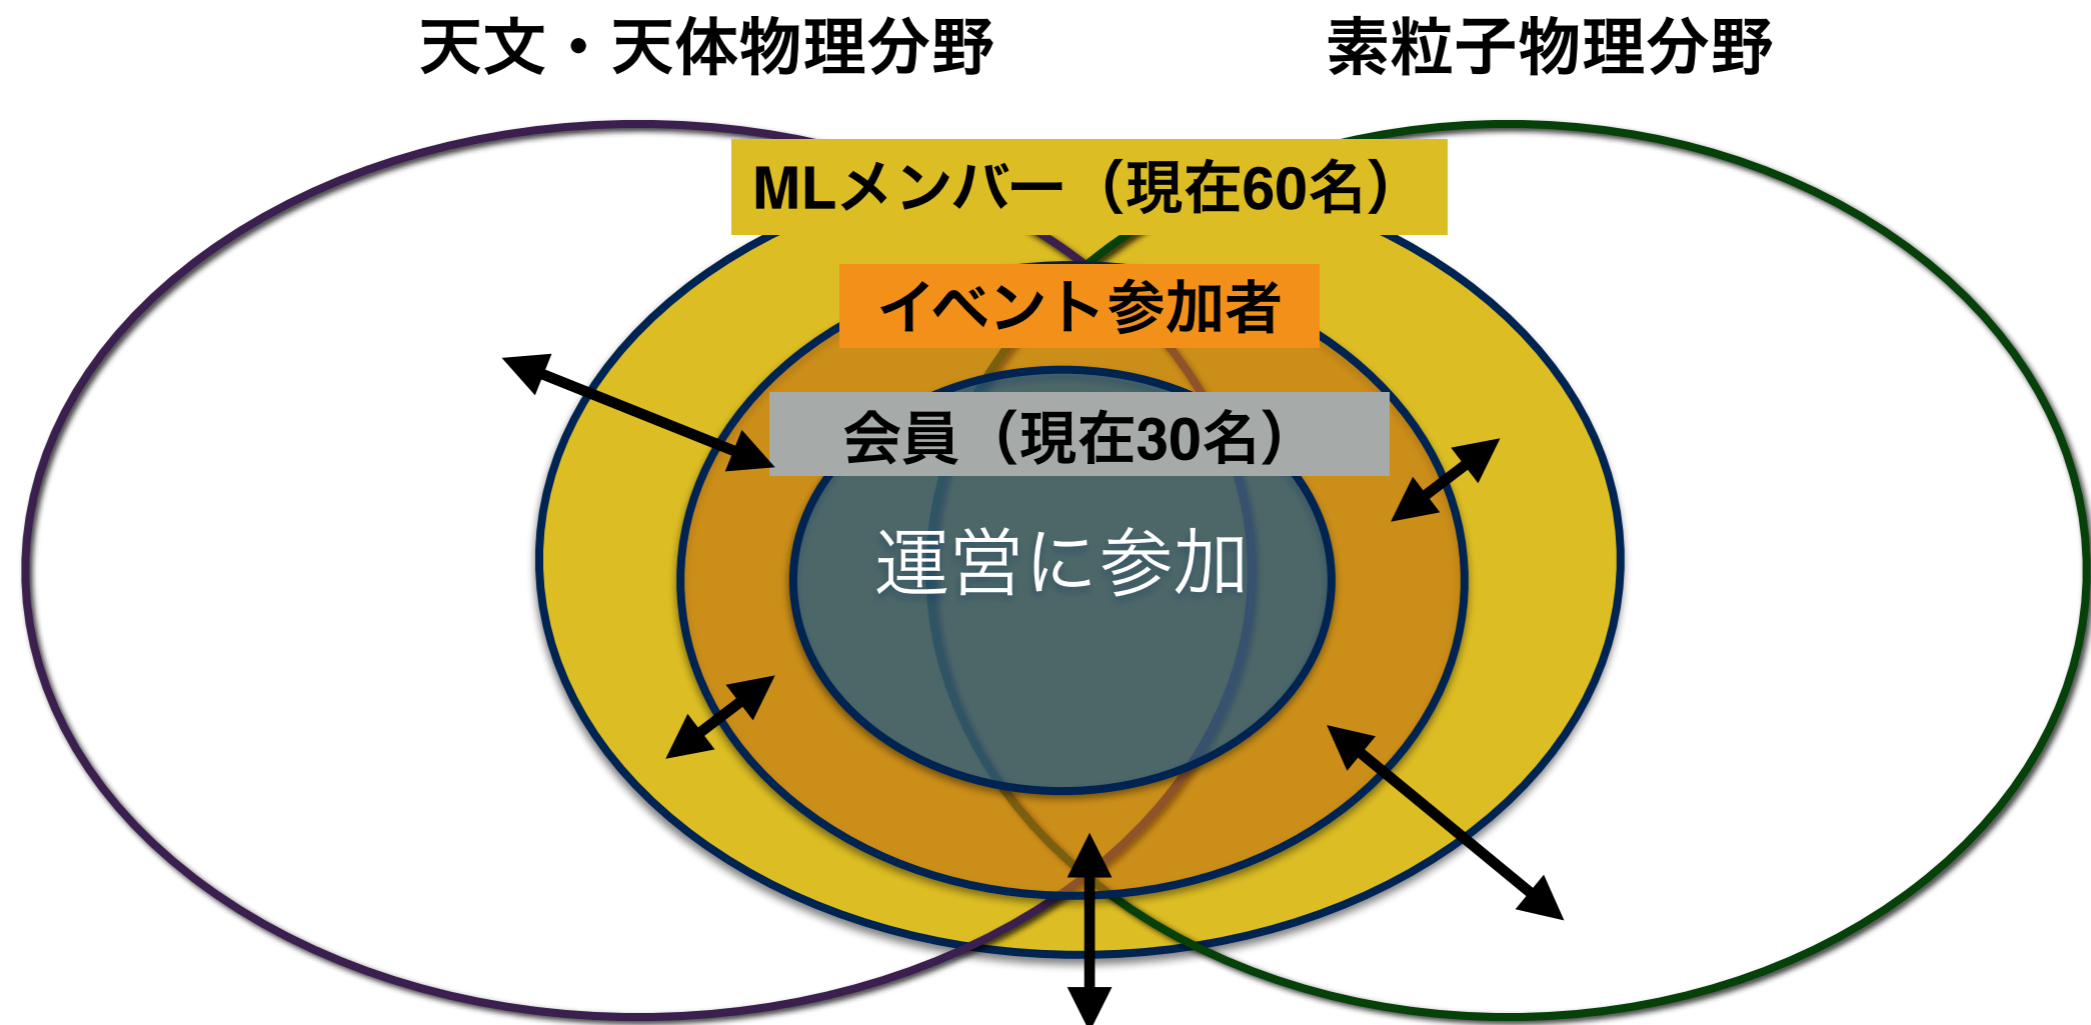 天文・天体物理分野
素粒子物理分野
MLメンバー（現在60名）
イベント参加者
会員（現在30名）
運営に参加